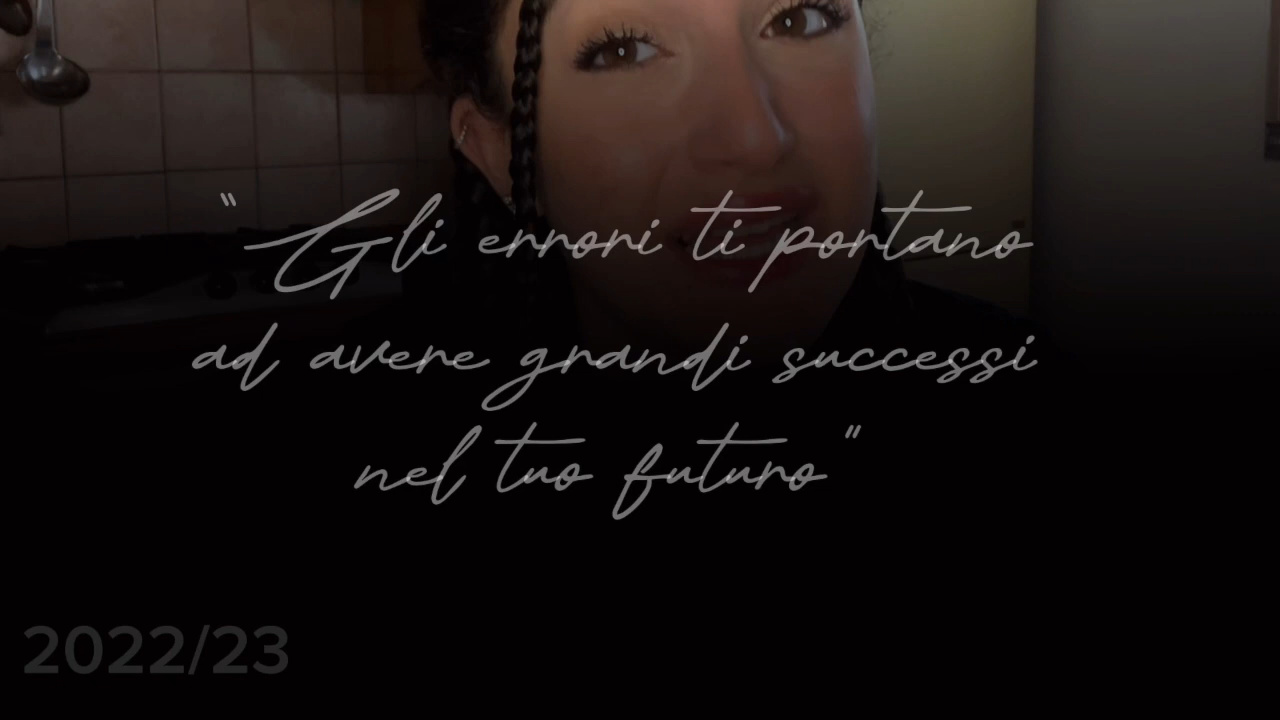 "Gli errori ti portano
ad avere grandi successi
nel tuo futuro"
2022/23